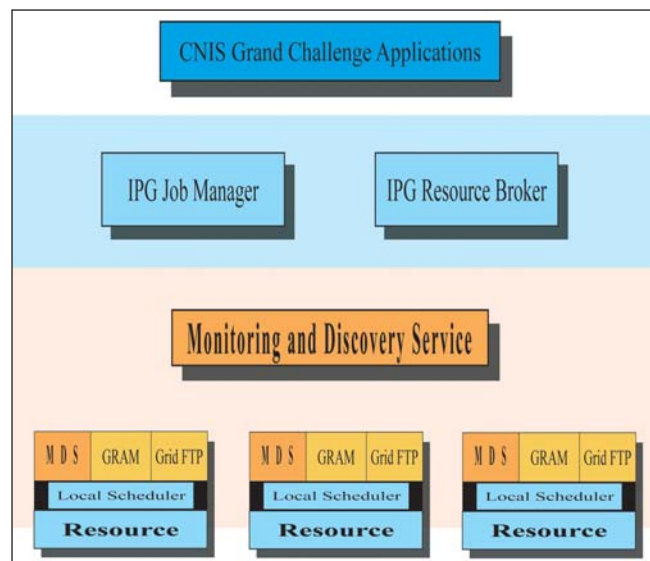 CNIS Grand Challenge Applications
IPG Job Manager
IPG Resource Broker
Monitoring and Discovery Service
M D S GRAM Grid FTP
Local Scheduler
Resource
M D S GRAM Grid FTP
Local Scheduler
Resource
M D S GRAM Grid FTP
Local Scheduler
Resource